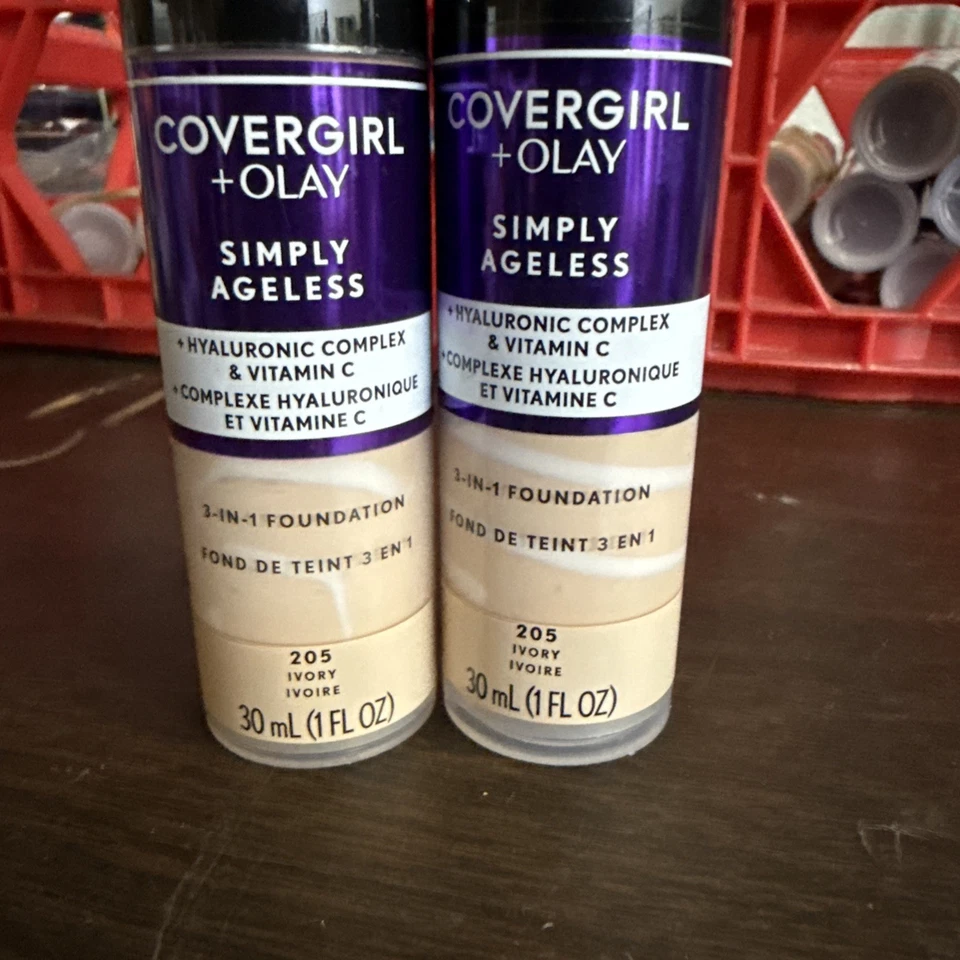 COVERGIRL
+OLAY
SIMPLY
AGELESS
+HYALURONIC COMPLEX
& VITAMIN C
+COMPLEXE HYALURONIQUE
ET VITAMINE C
3-IN-1 FOUNDATION
FOND DE TEINT 3 EN 1
205
IVORY
IVOIRE
30 mL (1 FL OZ)
COVERGIRL
+OLAY
SIMPLY
AGELESS
+HYALURONIC COMPLEX
& VITAMIN C
+COMPLEXE HYALURONIQUE
ET VITAMINE C
3-IN-1 FOUNDATION
FOND DE TEINT 3 EN 1
205
IVORY
IVOIRE
30 mL (1 FL OZ)